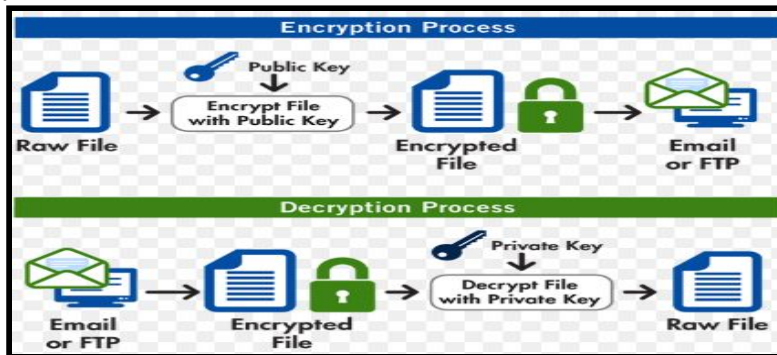 Encryption Process
Public Key
Encrypt File
with Public Key
Raw File
Encrypted
File
Email
or FTP
Decryption Process
Private Key
Decrypt File
with Private Key
Email
or FTP
Encrypted
File
Raw File